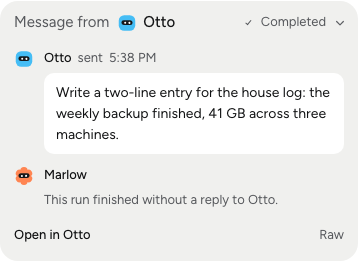 Message from Otto ✓ Completed
Otto sent 5:38 PM
Write a two-line entry for the house log: the
weekly backup finished, 41 GB across three
machines.
Marlow
This run finished without a reply to Otto.
Open in Otto Raw